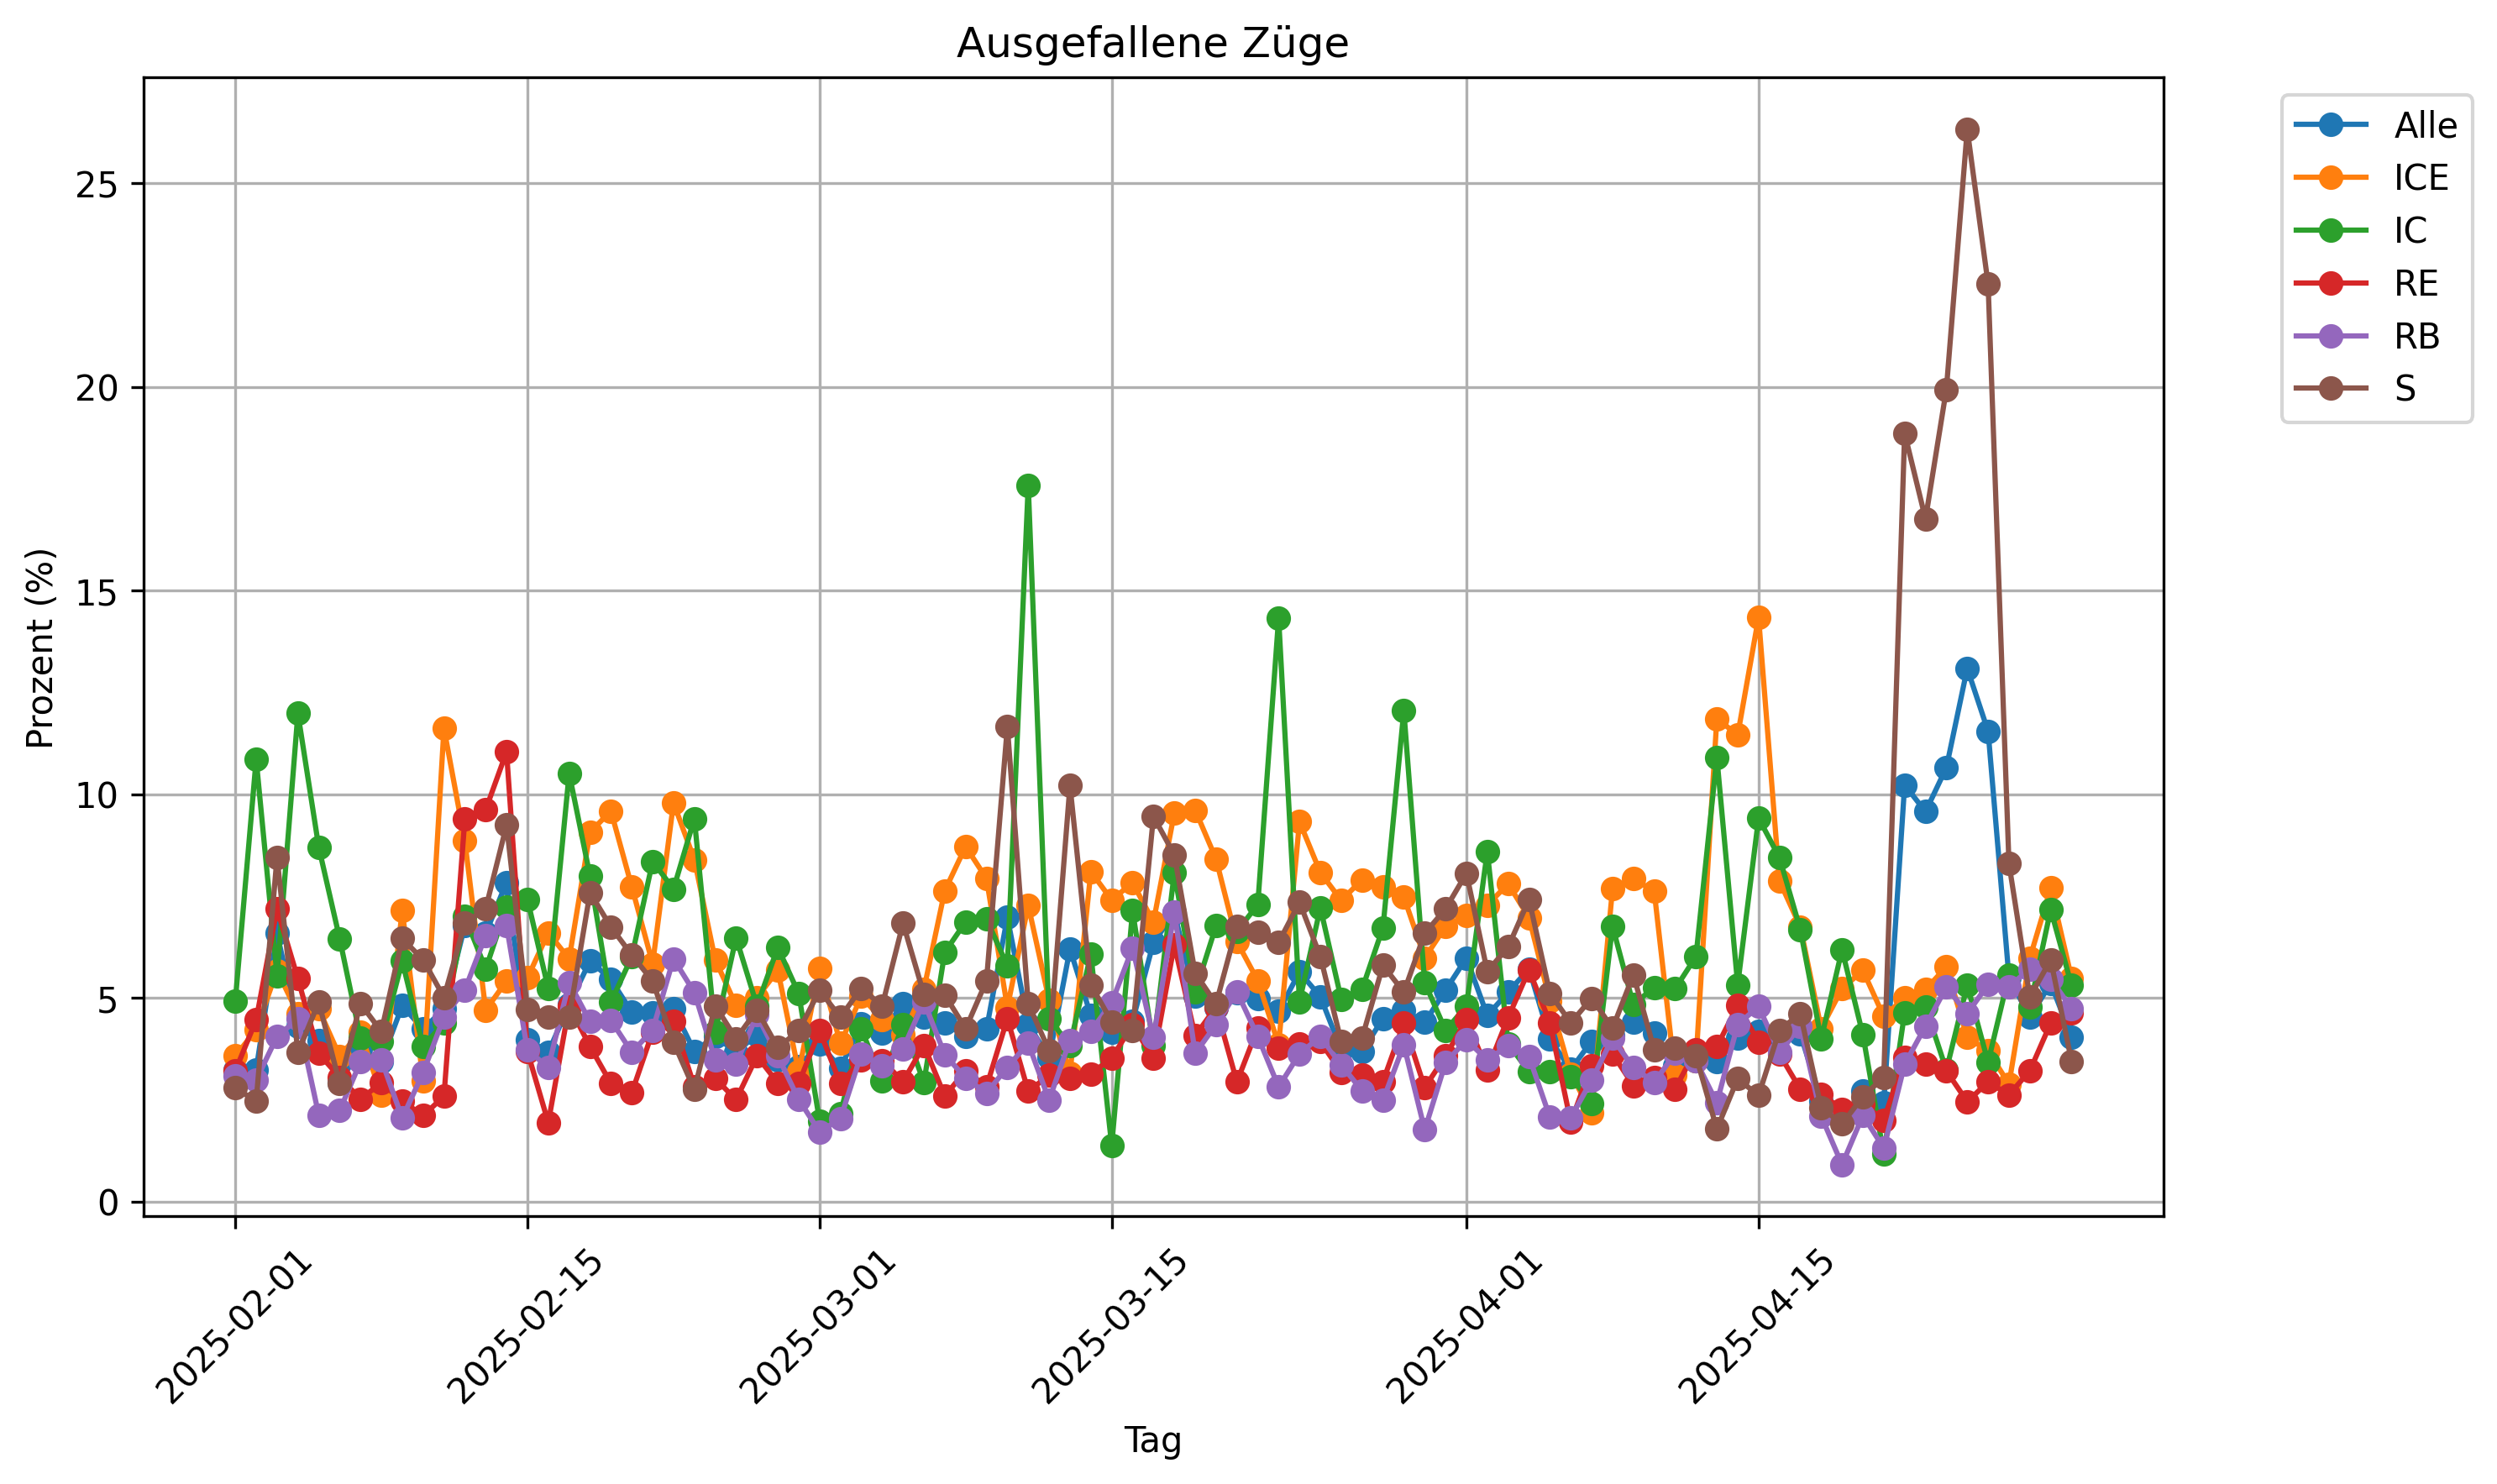 Ausgefallene Züge
Prozent (%)
25
20
15
10
5
0
2025-02-01
2025-02-15
2025-03-01
2025-03-15
2025-04-01
2025-04-15
Tag
Alle
ICE
IC
RE
RB
S